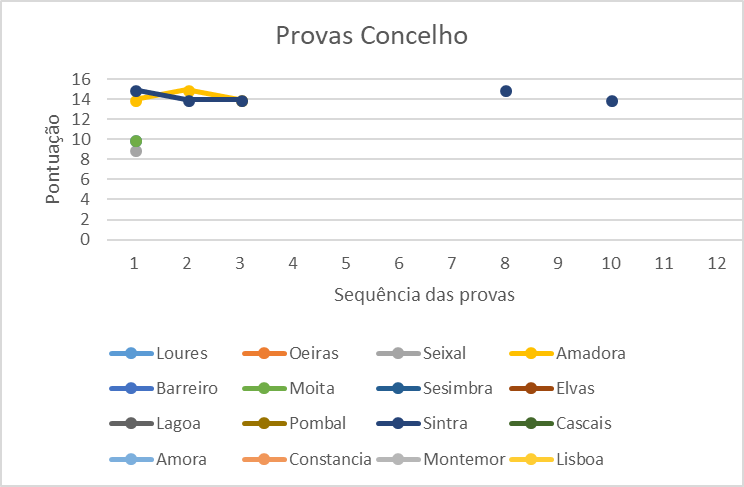 Provas Concelho
16
14
12
10
8
6
4
2
0
Pontuação
1 2 3 4 5 6 7 8 9 10 11 12
Sequência das provas
Loures Oeiras Seixal Amadora
Barreiro Moita Sesimbra Elvas
Lagoa Pombal Sintra Cascais
Amora Constancia Montemor Lisboa